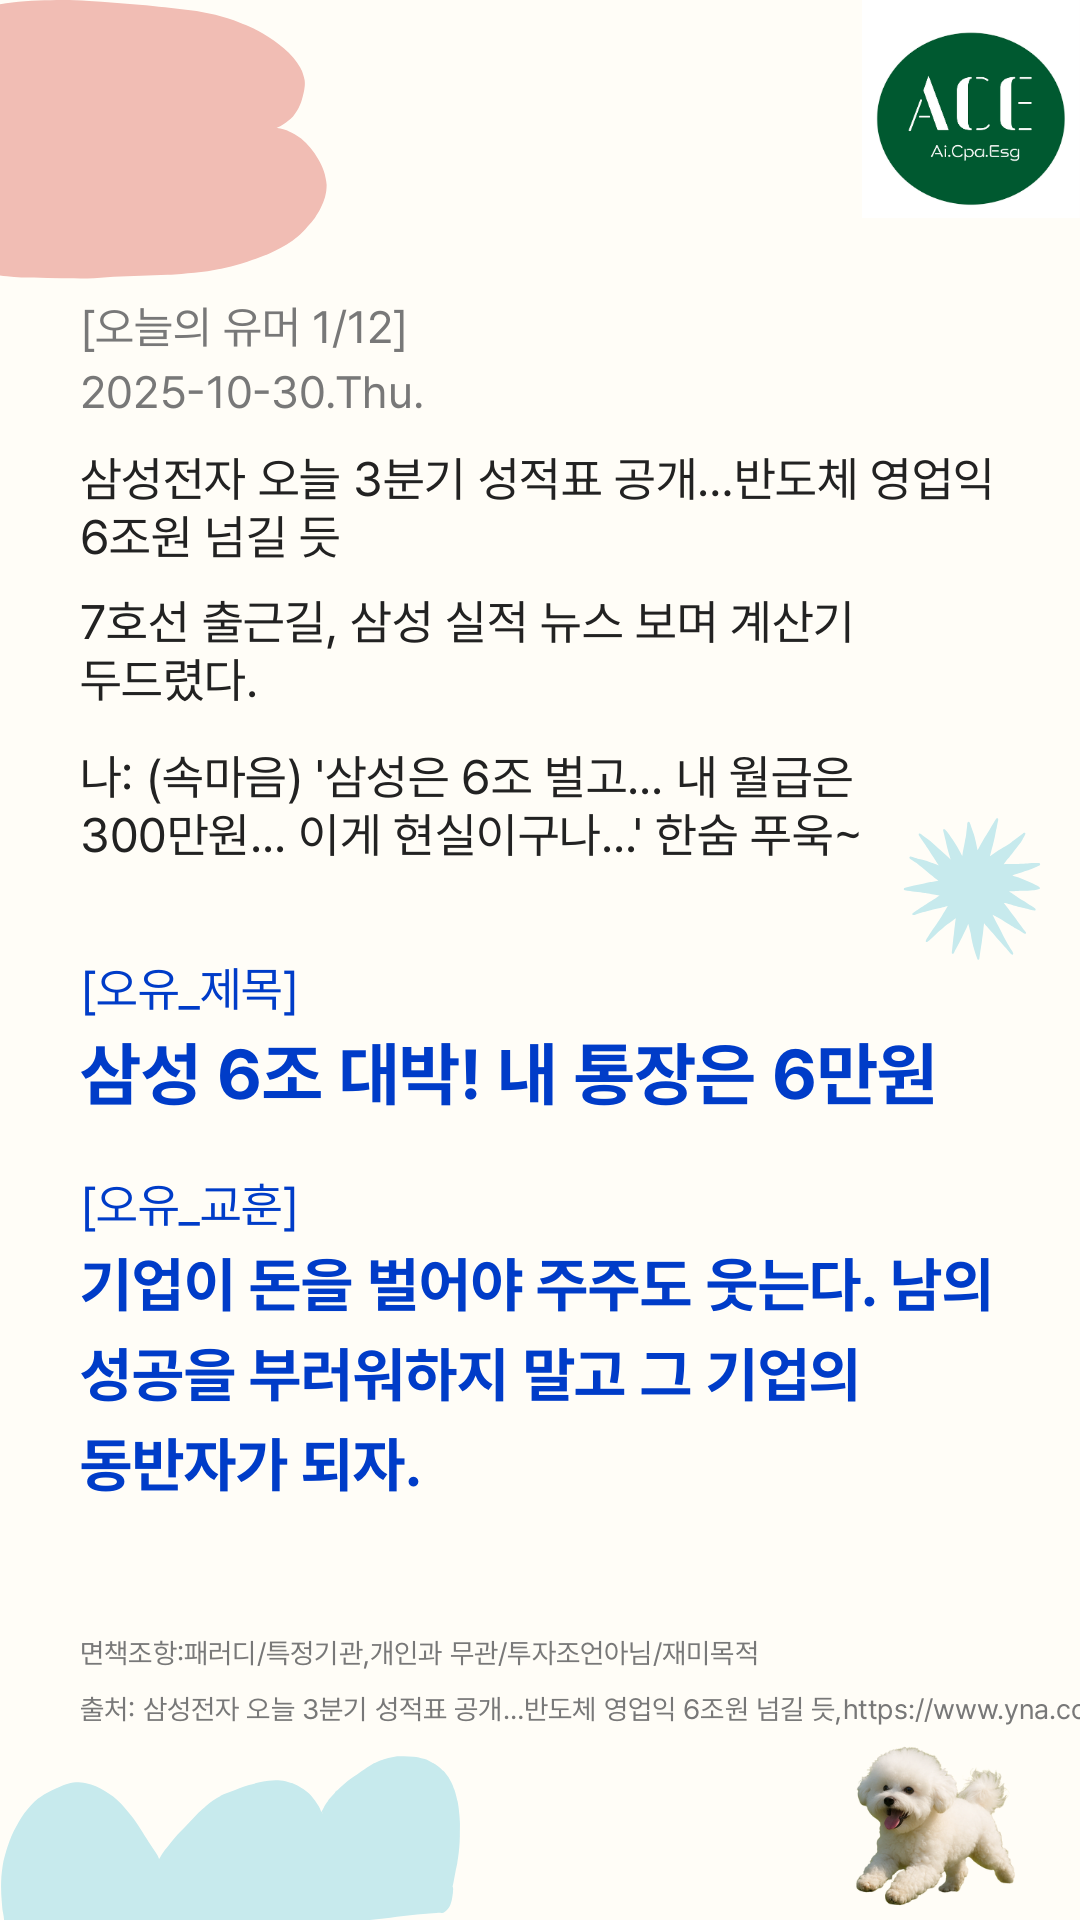 ACE
Ai.Cpa.Esg
[오늘의 유머 1/12]
2025-10-30.Thu.
삼성전자 오늘 3분기 성적표 공개...반도체 영업익
6조원 넘길 듯
7호선 출근길, 삼성 실적 뉴스 보며 계산기
두드렸다.
나: (속마음) '삼성은 6조 벌고... 내 월급은
300만원... 이게 현실이구나...' 한숨 푸욱~
[오유_제목]
삼성 6조 대박! 내 통장은 6만원
[오유_교훈]
기업이 돈을 벌어야 주주도 웃는다. 남의
성공을 부러워하지 말고 그 기업의
동반자가 되자.
면책조항:패러디/특정기관,개인과 무관/투자조언아님/재미목적
출처: 삼성전자 오늘 3분기 성적표 공개...반도체 영업익 6조원 넘길 듯,https://www.yna.co